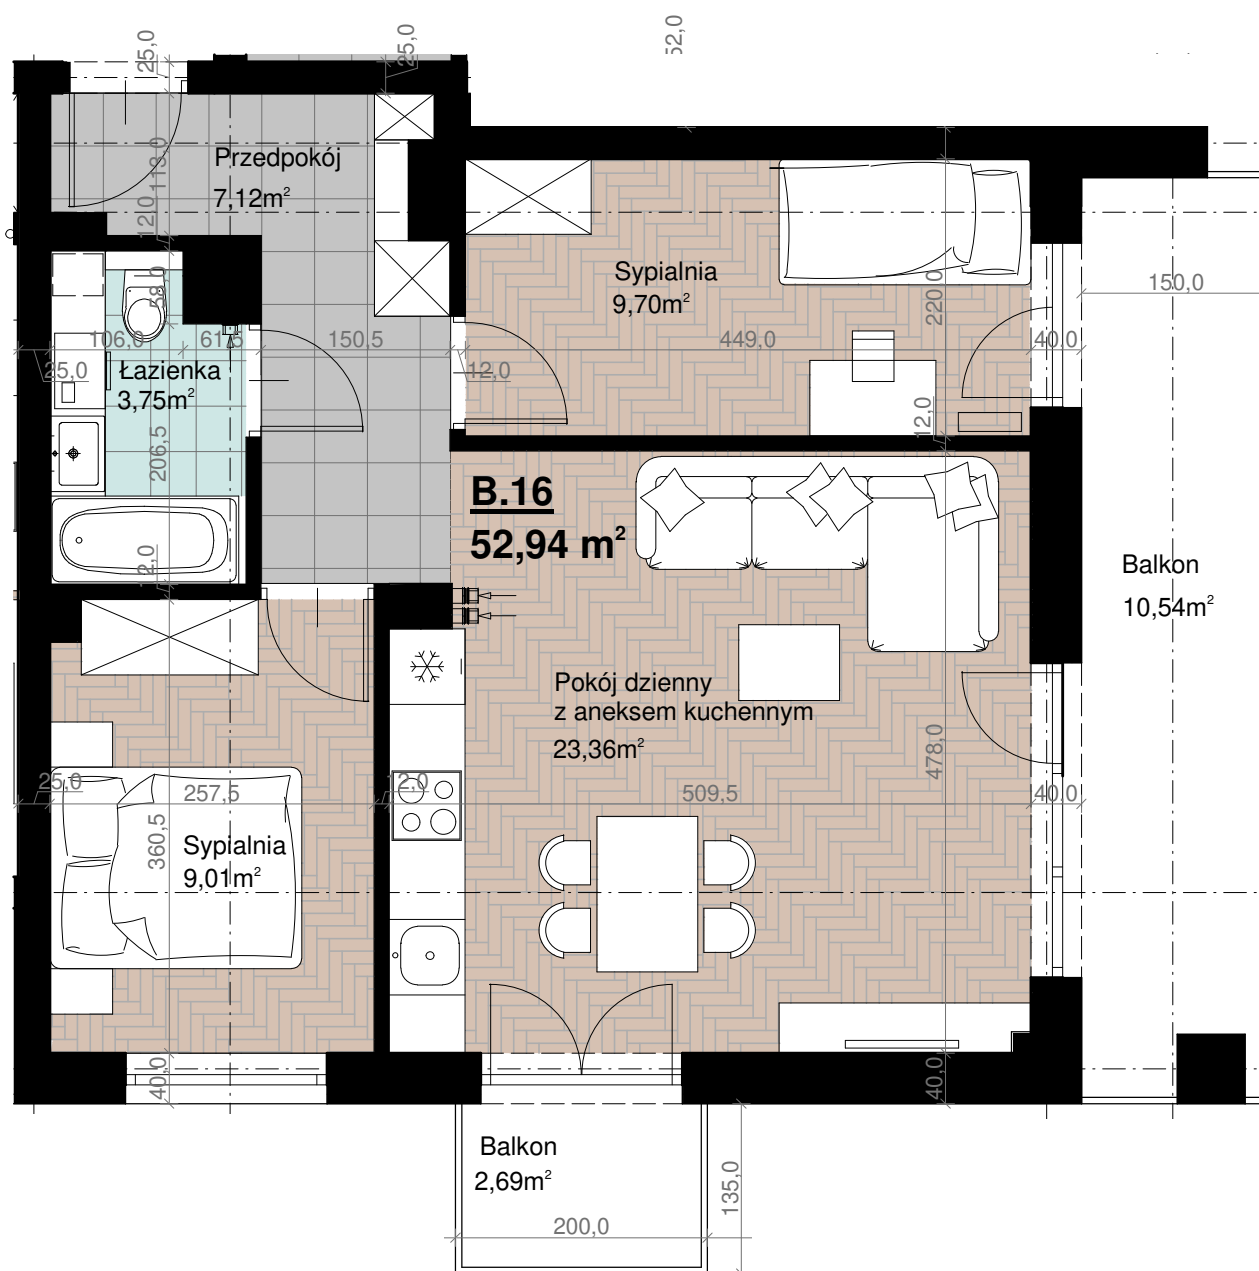 25,0
25,0
52,0
Przedpokój
7,12m²
113,0
12,0
Sypialnia
9,70m²
220,0
150,0
58,0
106,0
61,5
150,5
449,0
40,0
25,0
Łazienka
3,75m²
12,0
12,0
206,5
B.16
52,94 m²
12,0
Balkon
10,54m²
Pokój dzienny
z aneksem kuchennym
23,36m²
478,0
25,0
257,5
12,0
509,5
40,0
360,5
Sypialnia
9,01m²
40,0
40,0
Balkon
2,69m²
135,0
200,0